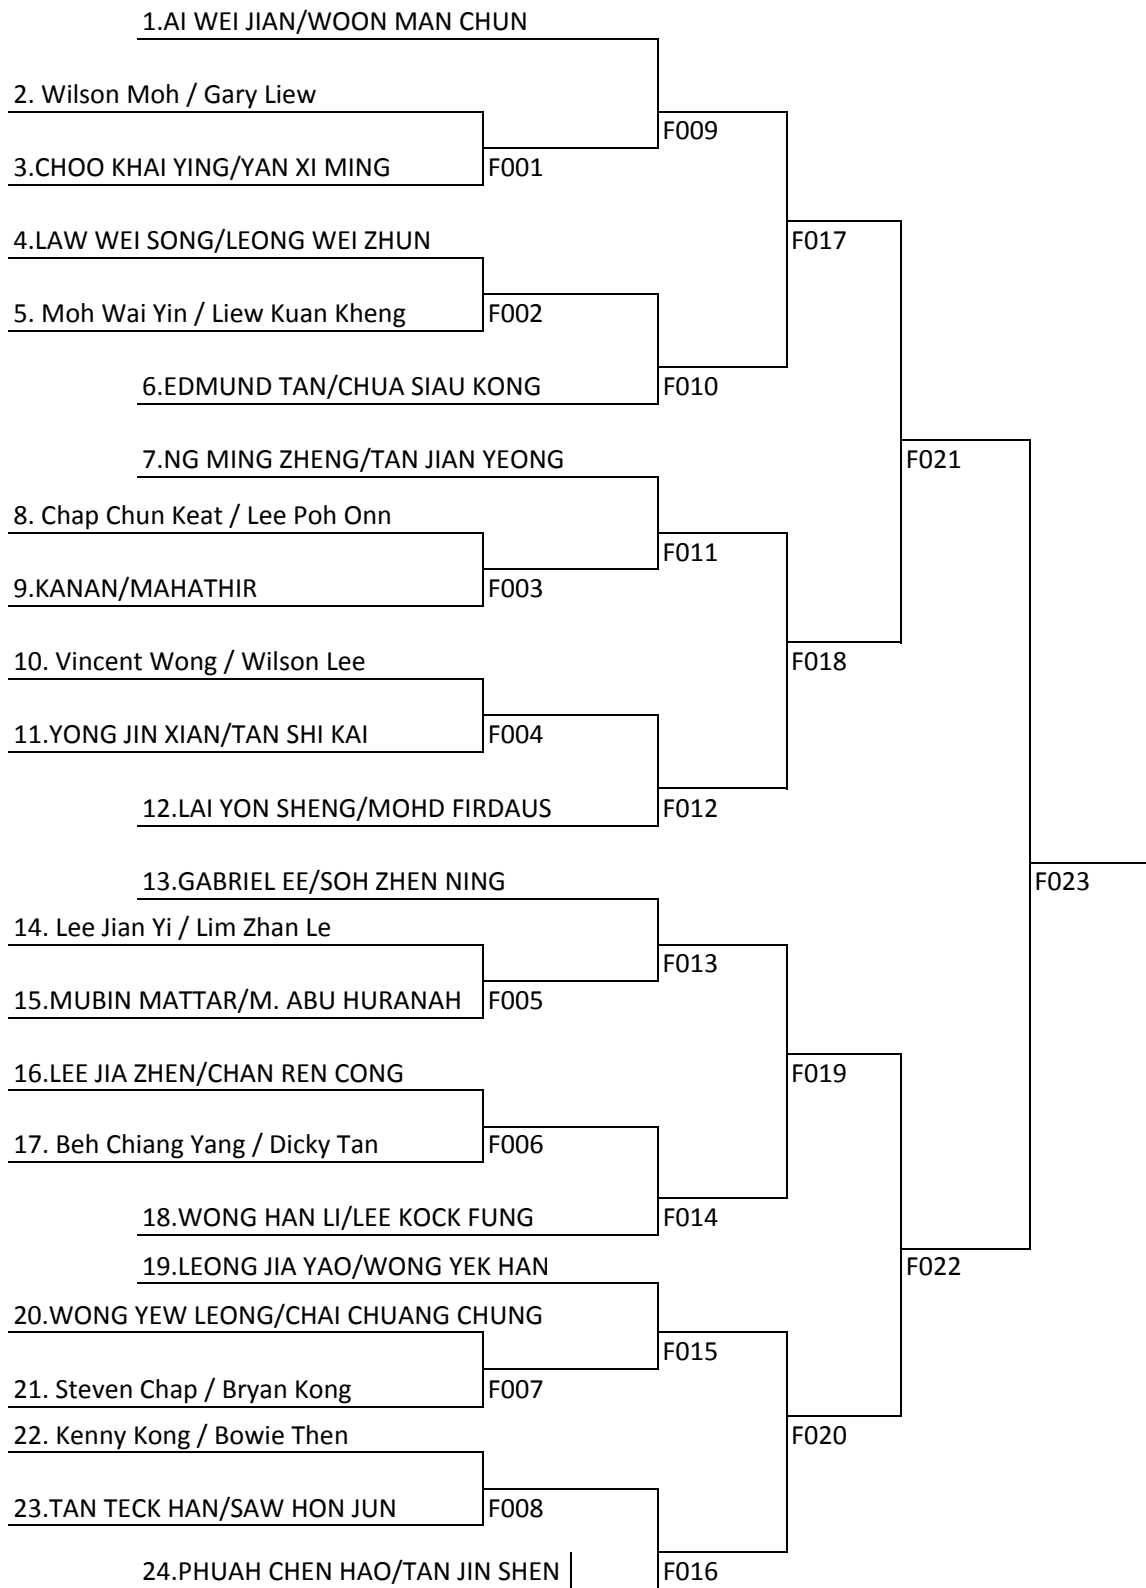 1.AI WEI JIAN/WOON MAN CHUN
2. Wilson Moh / Gary Liew
F009
3.CHOO KHAI YING/YAN XI MING
F001
4.LAW WEI SONG/LEONG WEI ZHUN
F017
5. Moh Wai Yin / Liew Kuan Kheng
F002
6.EDMUND TAN/CHUA SIAU KONG
F010
7.NG MING ZHENG/TAN JIAN YEONG
F021
8. Chap Chun Keat / Lee Poh Onn
F011
9.KANAN/MAHATHIR
F003
10. Vincent Wong / Wilson Lee
F018
11.YONG JIN XIAN/TAN SHI KAI
F004
12.LAI YON SHENG/MOHD FIRDAUS
F012
13.GABRIEL EE/SOH ZHEN NING
F023
14. Lee Jian Yi / Lim Zhan Le
F013
15.MUBIN MATTAR/M. ABU HURANAH
F005
16.LEE JIA ZHEN/CHAN REN CONG
F019
17. Beh Chiang Yang / Dicky Tan
F006
18.WONG HAN LI/LEE KOCK FUNG
F014
19.LEONG JIA YAO/WONG YEK HAN
F022
20.WONG YEW LEONG/CHAI CHUANG CHUNG
F015
21. Steven Chap / Bryan Kong
F007
22. Kenny Kong / Bowie Then
F020
23.TAN TECK HAN/SAW HON JUN
F008
24.PHUAH CHEN HAO/TAN JIN SHEN
F016